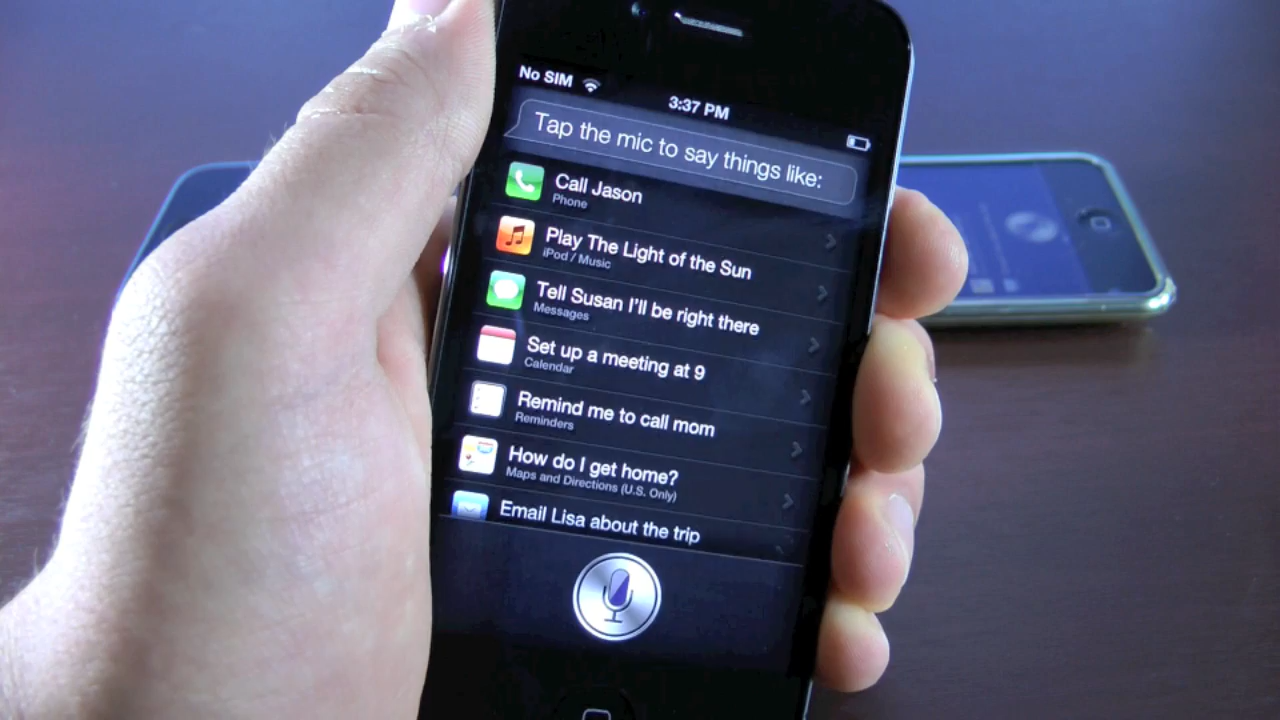 No SIM
3:37 PM
Tap the mic to say things like:
Call Jason
Phone
Play The Light of the Sun
iPod / Music
Tell Susan I'll be right there
Messages
Set up a meeting at 9
Calendar
Remind me to call mom
Reminders
How do I get home?
Maps and Directions (U.S. Only)
Email Lisa about the trip